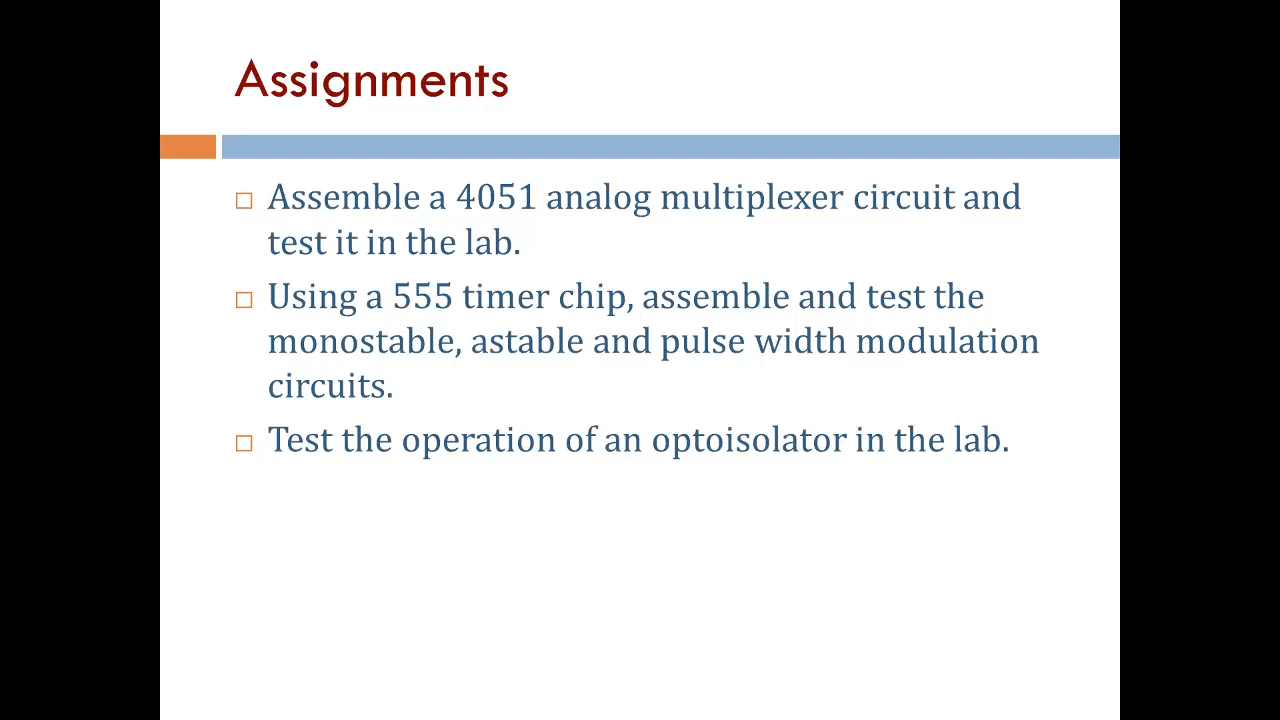 Assignments
Assemble a 4051 analog multiplexer circuit and
test it in the lab.
Using a 555 timer chip, assemble and test the
monostable, astable and pulse width modulation
circuits.
Test the operation of an optoisolator in the lab.